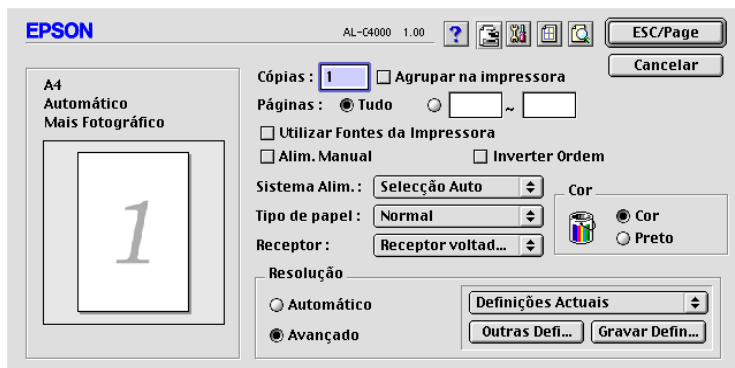 EPSON
AL-C4000 1.00
?
ESC/Page
Cancelar
A4
Automático
Mais Fotográfico
1
Cópias : 1 Agrupar na impressora
Páginas : Tudo ~
Utilizar Fontes da Impressora
Alim. Manual Inverter Ordem
Sistema Alim. : Selecção Auto
Tipo de papel : Normal
Receptor : Receptor voltad...
Cor
Cor
Preto
Resolução
Automático
Avançado
Definições Actuais
Outras Defi... Gravar Defin...